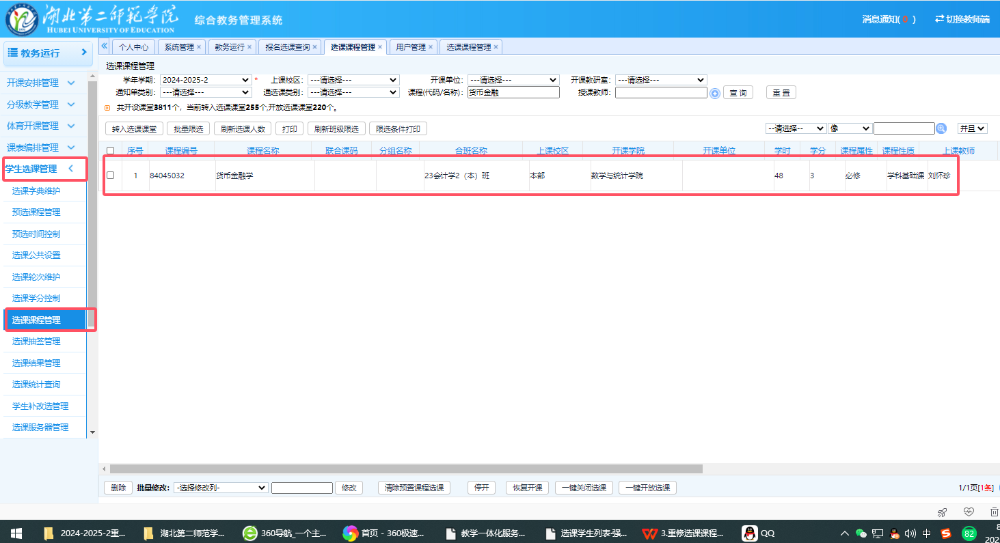 湖北第二师范学院 综合教务管理系统 消息通知( 0 ) 切换教师端
HUBEI UNIVERSITY OF EDUCATION
教务运行
个人中心 系统管理 × 教务运行 × 报名选课查询 × 选课课程管理 × 用户管理 × 选课课程管理 ×
选课课程管理
学年学期: 2024-2025-2 * 上课校区: ---请选择--- 开课单位: ---请选择--- 开课教研室: ---请选择---
通知单类别: ---请选择--- 通选课类别: ---请选择--- 课程(代码/名称): 货币金融 授课教师: 查 询 重 置
共开设课堂3811个，当前转入选课课堂255个,开放选课课堂220个。
转入选课课堂 批量限选 刷新选课人数 打印 刷新班级限选 限选条件打印 --请选择-- 像 并且
序号 课程编号 课程名称 联合课码 分组名称 合班名称 上课校区 开课学院 开课单位 学时 学分 课程属性 课程性质 上课教师
1 84045032 货币金融学 23会计学2（本）班 本部 数学与统计学院 48 3 必修 学科基础课 刘怀珍
开课安排管理
分级教学管理
体育开课管理
课表编排管理
学生选课管理
选课字典维护
预选课程管理
预选时间控制
选课公共设置
选课轮次维护
选课学分控制
选课课程管理
选课抽签管理
选课结果管理
选课统计查询
学生补改选管理
选课服务器管理
删除 批量修改: -选择修改列- 修改 清除预置课程选课 停开 恢复开课 一键关闭选课 一键开放选课 1/1页[1条]
2024-2025-2重... 湖北第二师范学... 360导航_一个主... 首页 - 360极速... 教学一体化服务... 选课学生列表-强... 3.重修选课课程... QQ 中 82